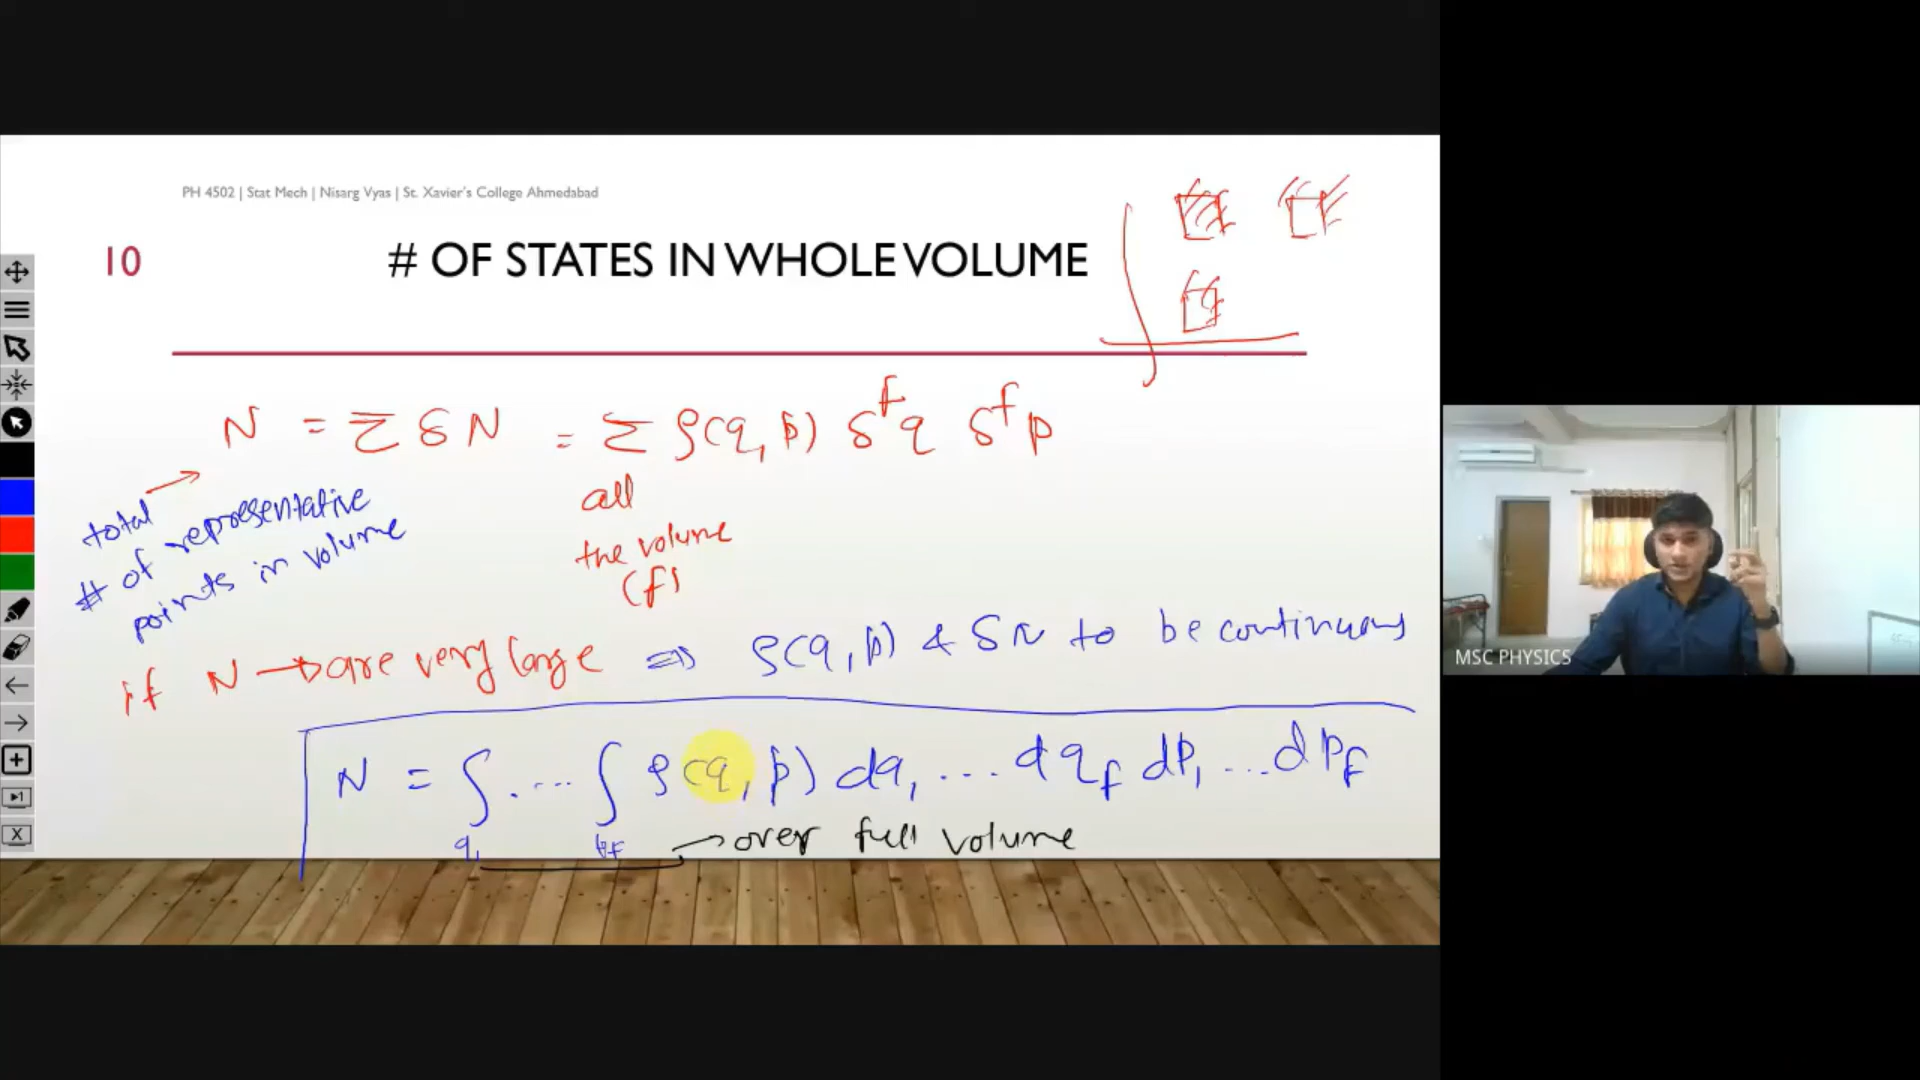 PH 4502 | Stat Mech | Nisarg Vyas | St. Xavier's College Ahmedabad
10
# OF STATES IN WHOLE VOLUME
N = Σ δN = Σ ρ(q, p) δ^f q δ^f p
all
the volume
(f)
total
# of representative
points in volume
if N → are very large ⇒ ρ(q, p) & δN to be continuous
N = ∫ .... ∫ ρ(q, p) dq₁ ... dq_f dp₁ ... dp_f
q₁ p_f → over full volume
MSC PHYSICS